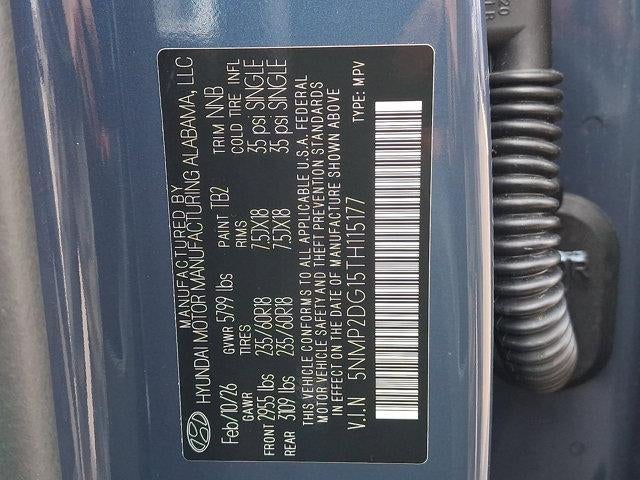 MANUFACTURED BY
HYUNDAI MOTOR MANUFACTURING ALABAMA, LLC
Feb/10/26 GVWR 5799 lbs PAINT TB2 TRIM NNB
GAWR TIRES RIMS COLD TIRE INFL
FRONT 2955 lbs 235/60R18 7.5JX18 35 psi SINGLE
REAR 3109 lbs 235/60R18 7.5JX18 35 psi SINGLE
THIS VEHICLE CONFORMS TO ALL APPLICABLE U.S.A. FEDERAL
MOTOR VEHICLE SAFETY AND THEFT PREVENTION STANDARDS
IN EFFECT ON THE DATE OF MANUFACTURE SHOWN ABOVE
V.I.N 5NMP2DG15TH115177 TYPE: MPV